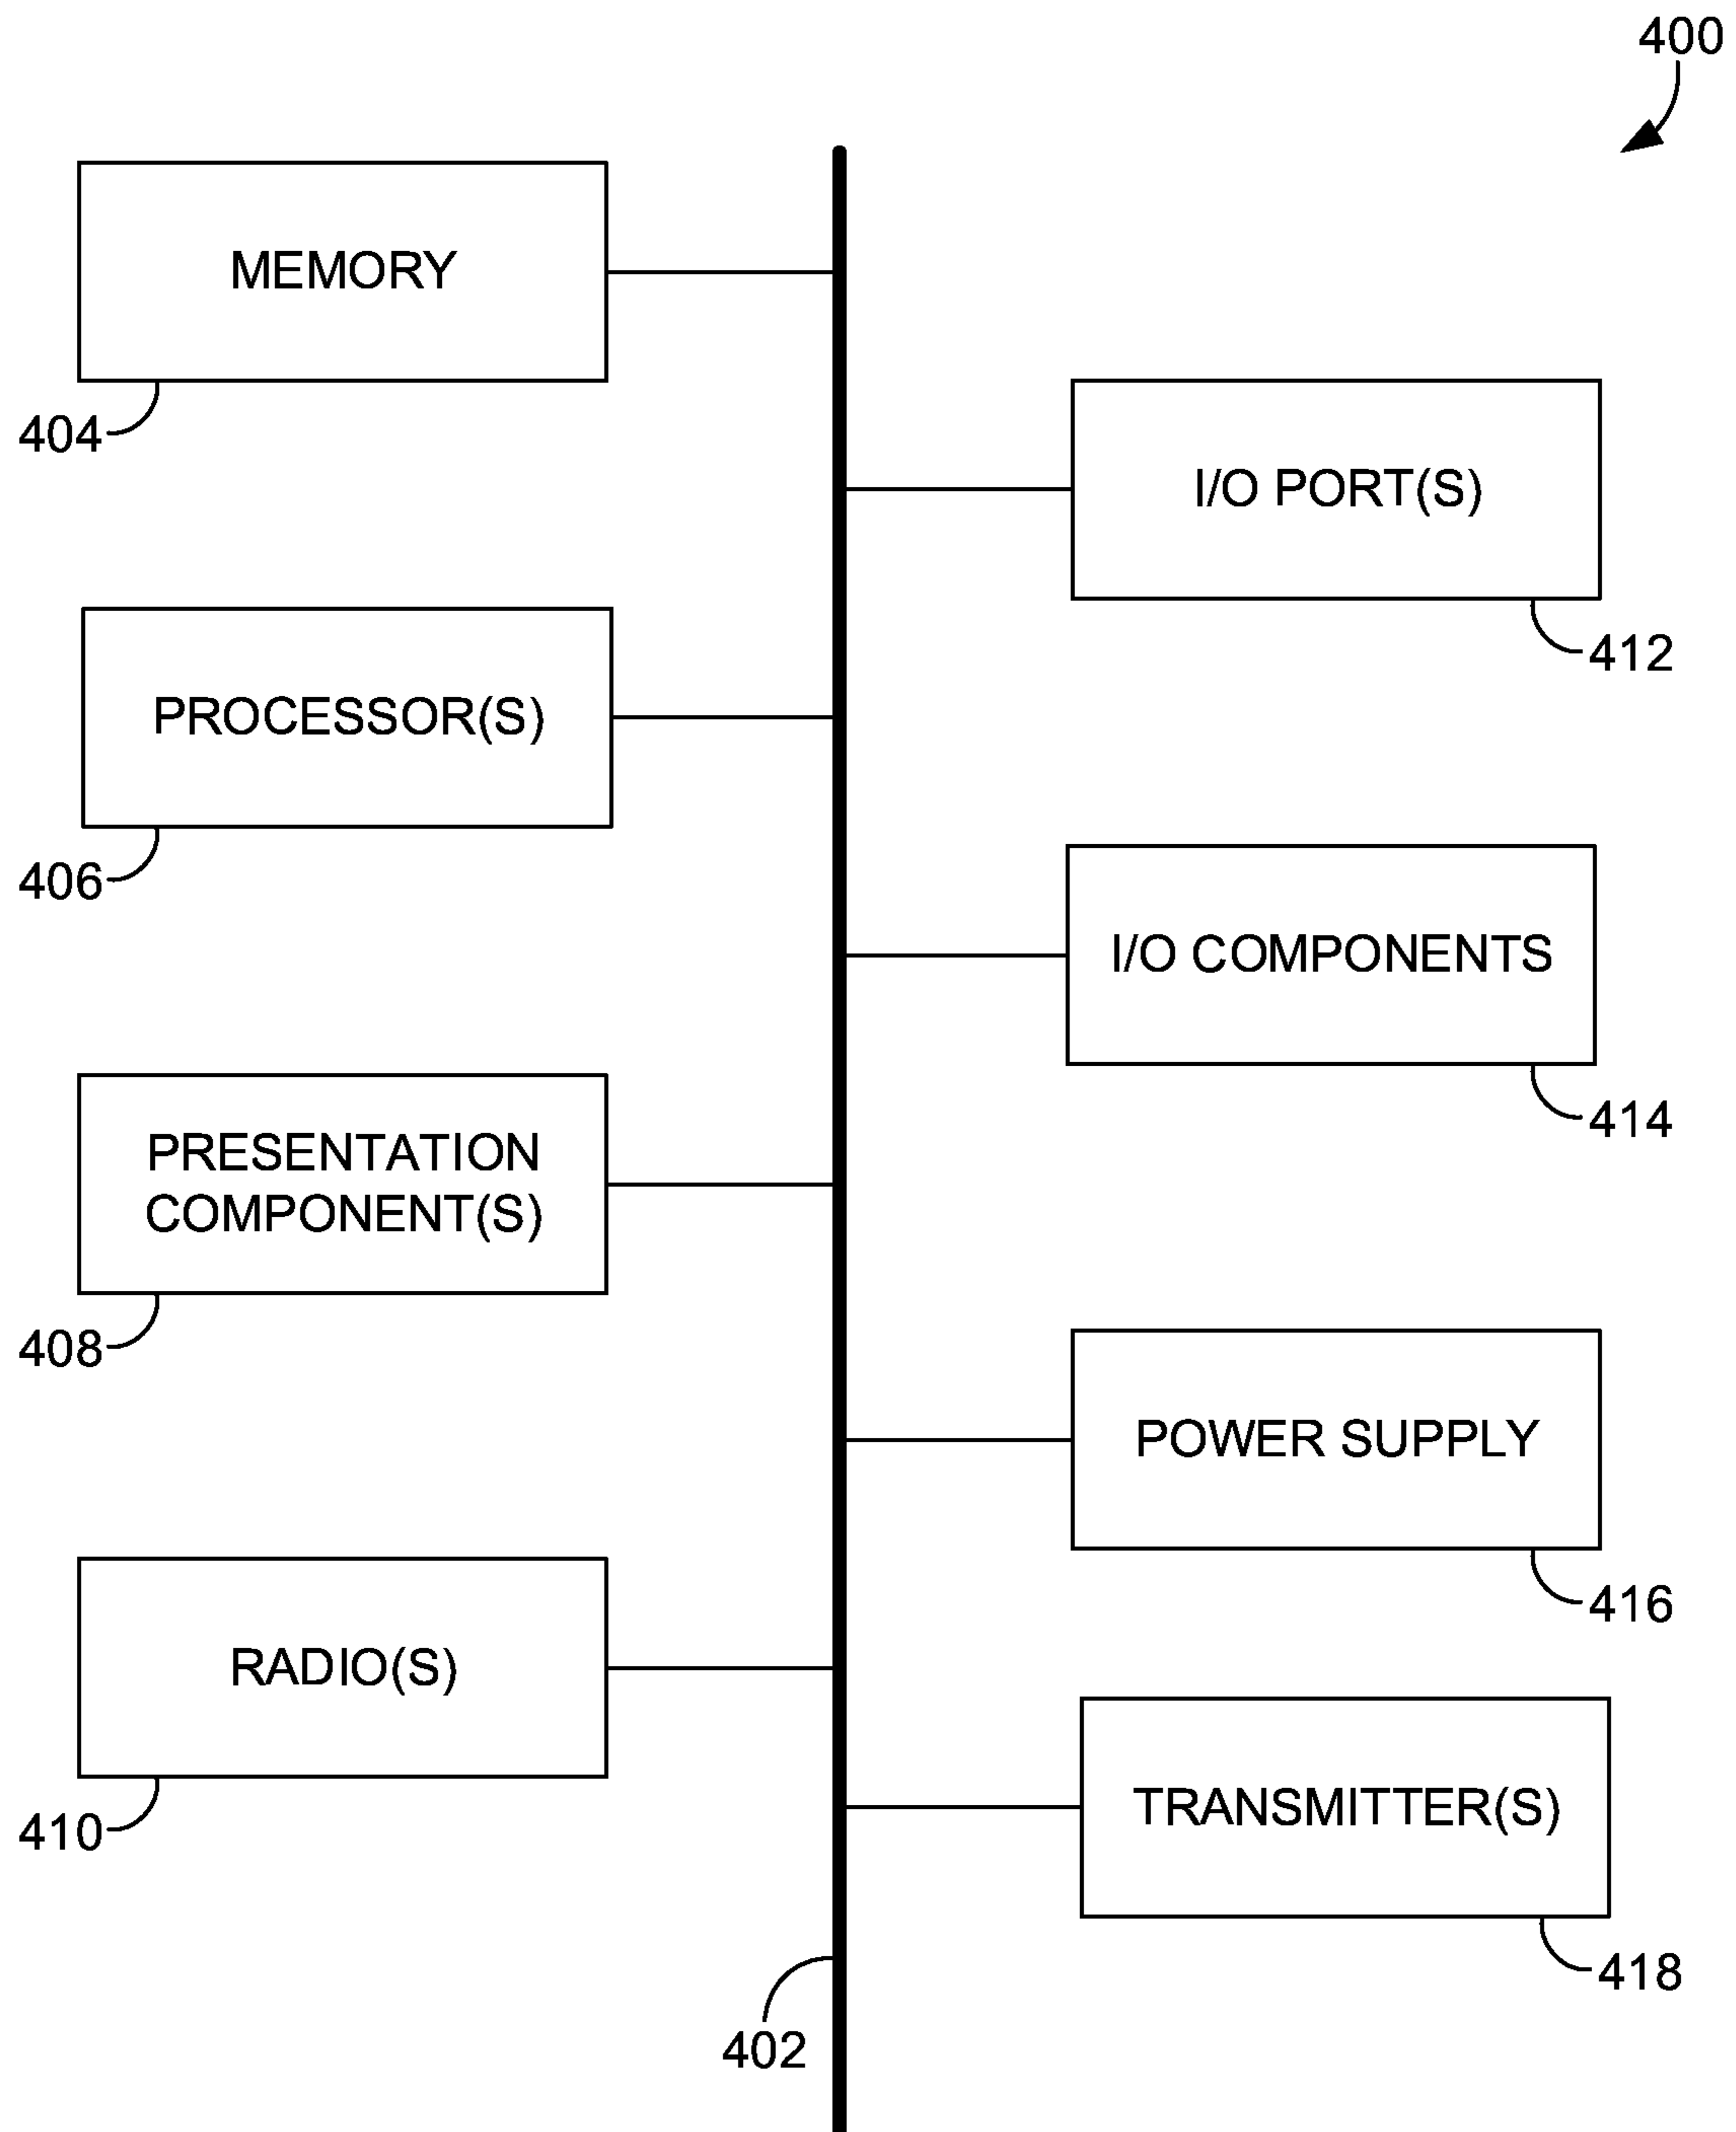 400
MEMORY
404
I/O PORT(S)
412
PROCESSOR(S)
406
I/O COMPONENTS
414
PRESENTATION
COMPONENT(S)
408
POWER SUPPLY
416
RADIO(S)
410
TRANSMITTER(S)
418
402